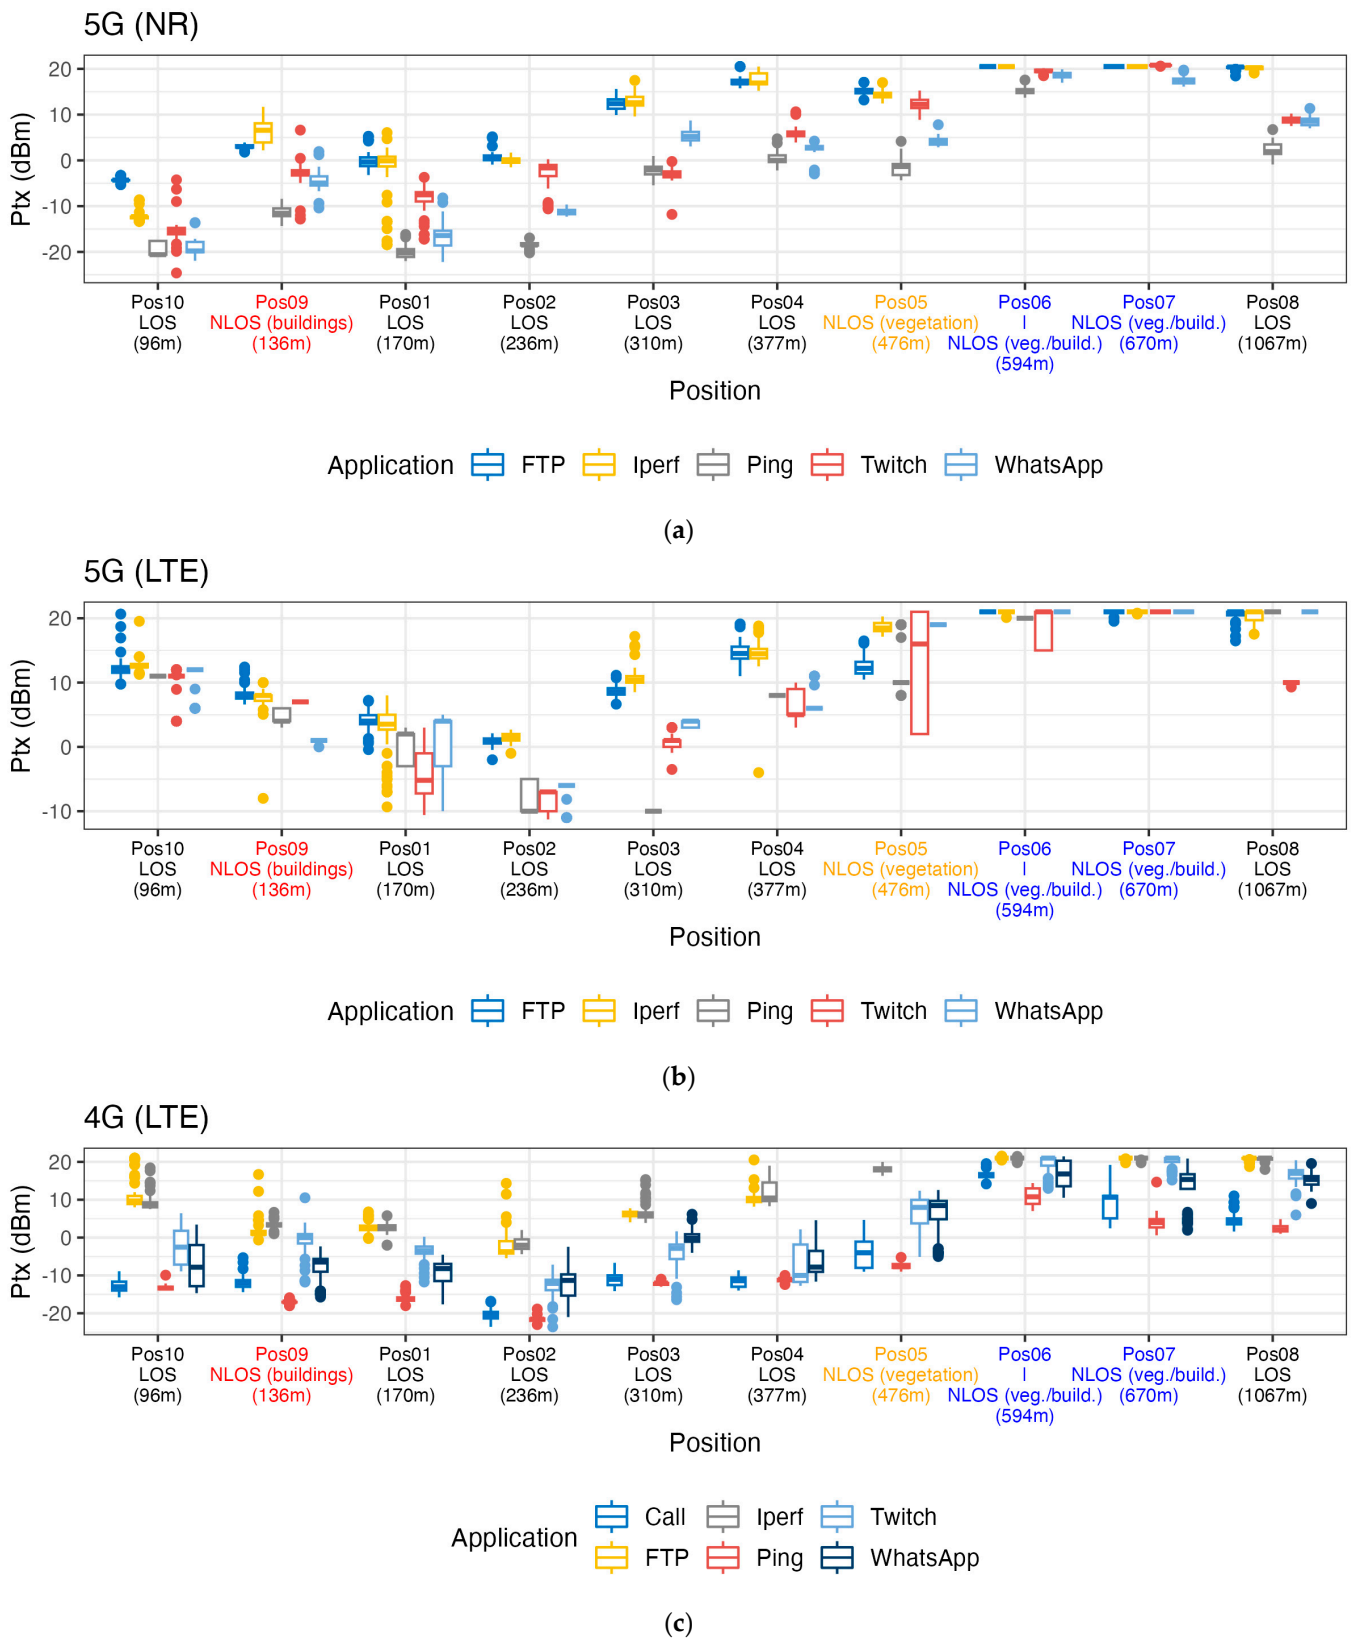 5G (NR)
Ptx (dBm)
20
10
0
-10
-20
Pos10 Pos09 Pos01 Pos02 Pos03 Pos04 Pos05 Pos06 Pos07 Pos08
LOS NLOS (buildings) LOS LOS LOS LOS NLOS (vegetation) | NLOS (veg./build.) LOS
(96m) (136m) (170m) (236m) (310m) (377m) (476m) NLOS (veg./build.) (670m) (1067m)
(594m)
Position
Application FTP Iperf Ping Twitch WhatsApp
(a)
5G (LTE)
Ptx (dBm)
20
10
0
-10
Pos10 Pos09 Pos01 Pos02 Pos03 Pos04 Pos05 Pos06 Pos07 Pos08
LOS NLOS (buildings) LOS LOS LOS LOS NLOS (vegetation) | NLOS (veg./build.) LOS
(96m) (136m) (170m) (236m) (310m) (377m) (476m) NLOS (veg./build.) (670m) (1067m)
(594m)
Position
Application FTP Iperf Ping Twitch WhatsApp
(b)
4G (LTE)
Ptx (dBm)
20
10
0
-10
-20
Pos10 Pos09 Pos01 Pos02 Pos03 Pos04 Pos05 Pos06 Pos07 Pos08
LOS NLOS (buildings) LOS LOS LOS LOS NLOS (vegetation) | NLOS (veg./build.) LOS
(96m) (136m) (170m) (236m) (310m) (377m) (476m) NLOS (veg./build.) (670m) (1067m)
(594m)
Position
Application
Call Iperf Twitch
FTP Ping WhatsApp
(c)